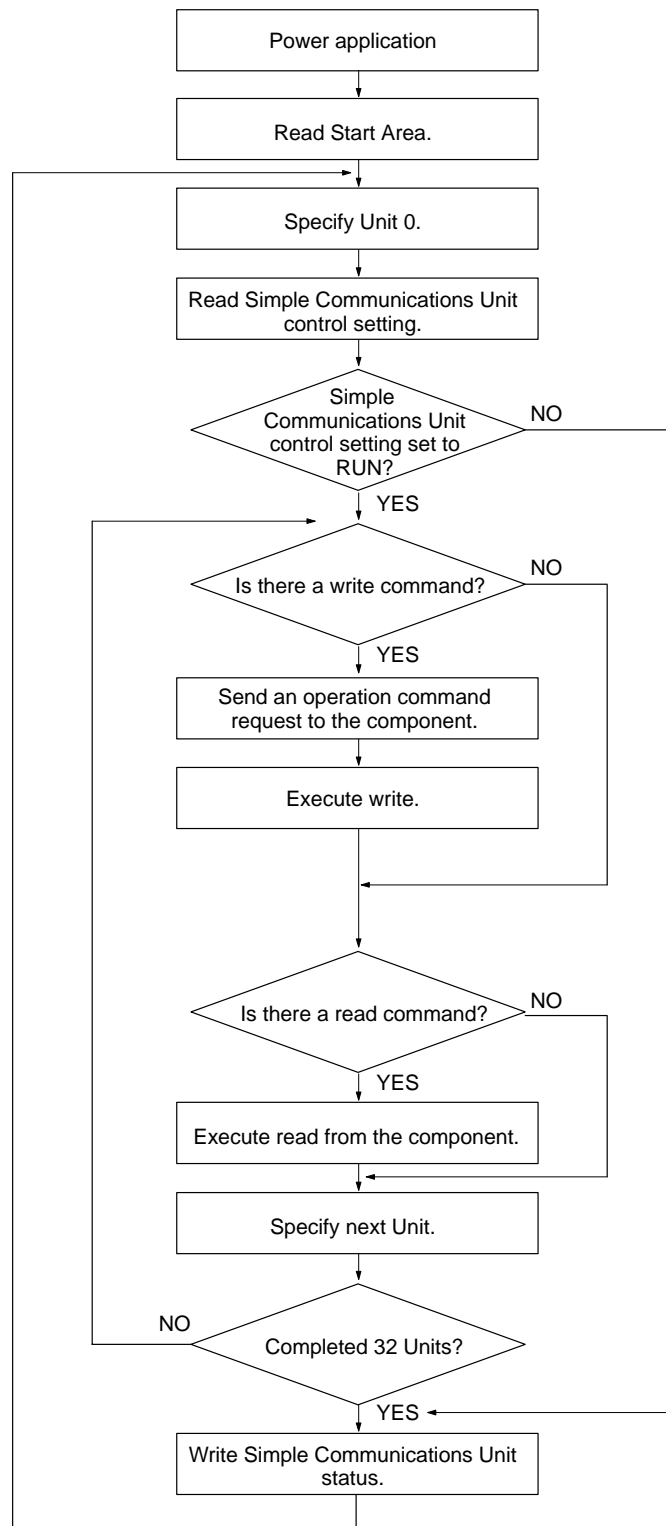 Power application
Read Start Area.
Specify Unit 0.
Read Simple Communications Unit
control setting.
Simple
Communications Unit
control setting set to
RUN?
NO
YES
Is there a write command?
NO
YES
Send an operation command
request to the component.
Execute write.
Is there a read command?
NO
YES
Execute read from the component.
Specify next Unit.
NO
Completed 32 Units?
YES
Write Simple Communications Unit
status.